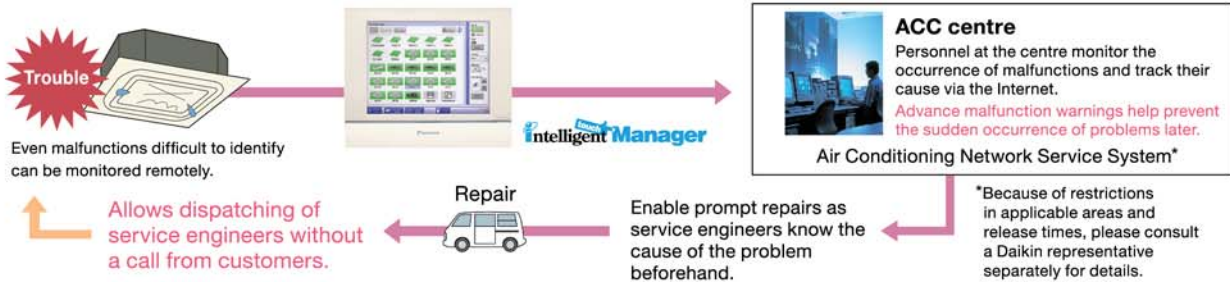 Trouble
Even malfunctions difficult to identify
can be monitored remotely.
intelligent touch Manager
ACC centre
Personnel at the centre monitor the
occurrence of malfunctions and track their
cause via the Internet.
Advance malfunction warnings help prevent
the sudden occurrence of problems later.
Air Conditioning Network Service System*
*Because of restrictions
in applicable areas and
release times, please consult
a Daikin representative
separately for details.
Enable prompt repairs as
service engineers know the
cause of the problem
beforehand.
Repair
Allows dispatching of
service engineers without
a call from customers.